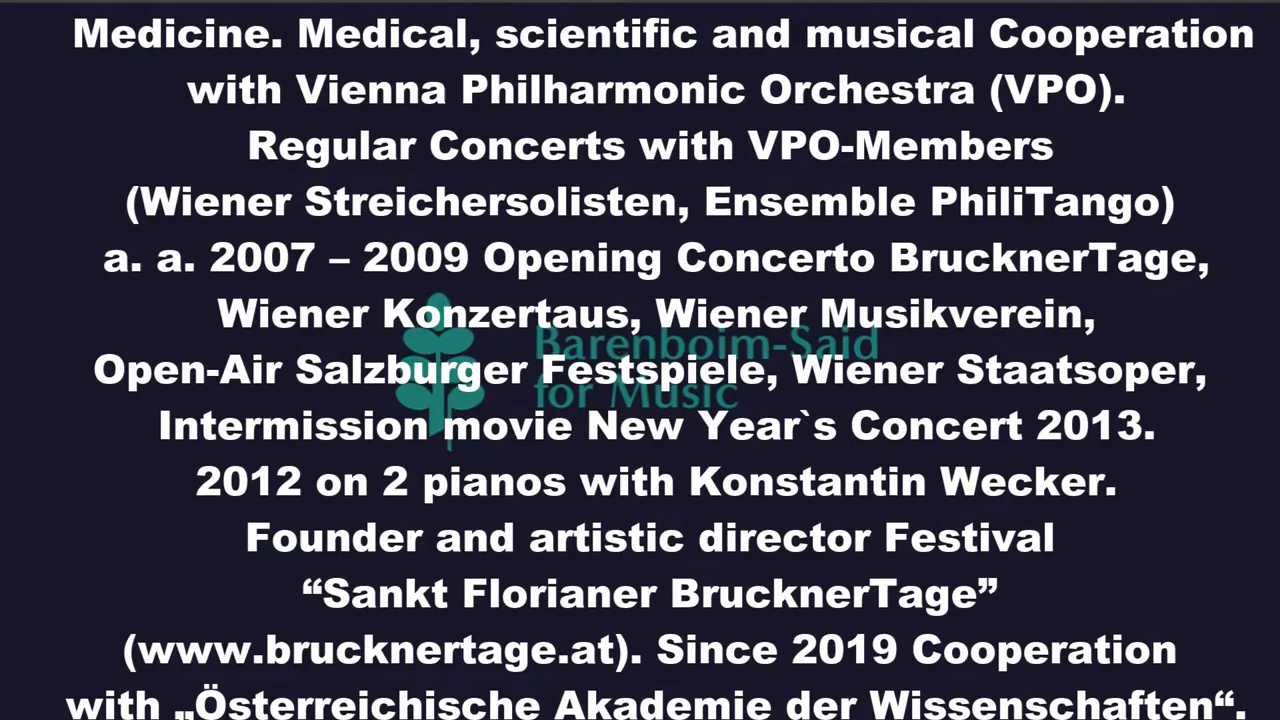 Medicine. Medical, scientific and musical Cooperation
with Vienna Philharmonic Orchestra (VPO).
Regular Concerts with VPO-Members
(Wiener Streichersolisten, Ensemble PhiliTango)
a. a. 2007 – 2009 Opening Concerto BrucknerTage,
Wiener Konzertaus, Wiener Musikverein,
Barenboim-Said
Open-Air Salzburger Festspiele, Wiener Staatsoper,
for Music
Intermission movie New Year`s Concert 2013.
2012 on 2 pianos with Konstantin Wecker.
Founder and artistic director Festival
“Sankt Florianer BrucknerTage”
(www.brucknertage.at). Since 2019 Cooperation
with „Österreichische Akademie der Wissenschaften“.